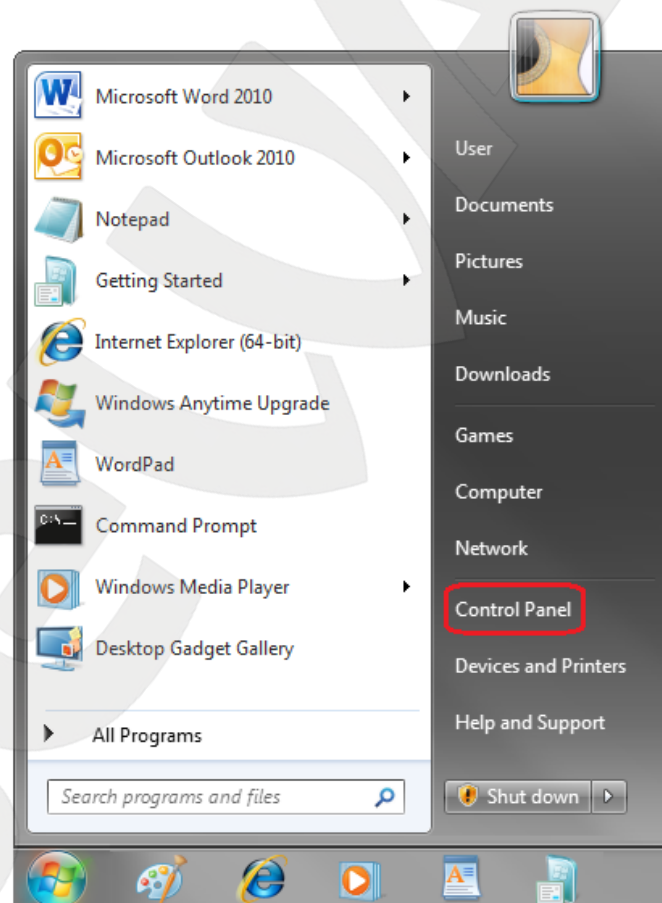 Microsoft Word 2010
Microsoft Outlook 2010
Notepad
Getting Started
Internet Explorer (64-bit)
Windows Anytime Upgrade
WordPad
C:\
Command Prompt
Windows Media Player
Desktop Gadget Gallery
All Programs
Search programs and files
User
Documents
Pictures
Music
Downloads
Games
Computer
Network
Control Panel
Devices and Printers
Help and Support
Shut down